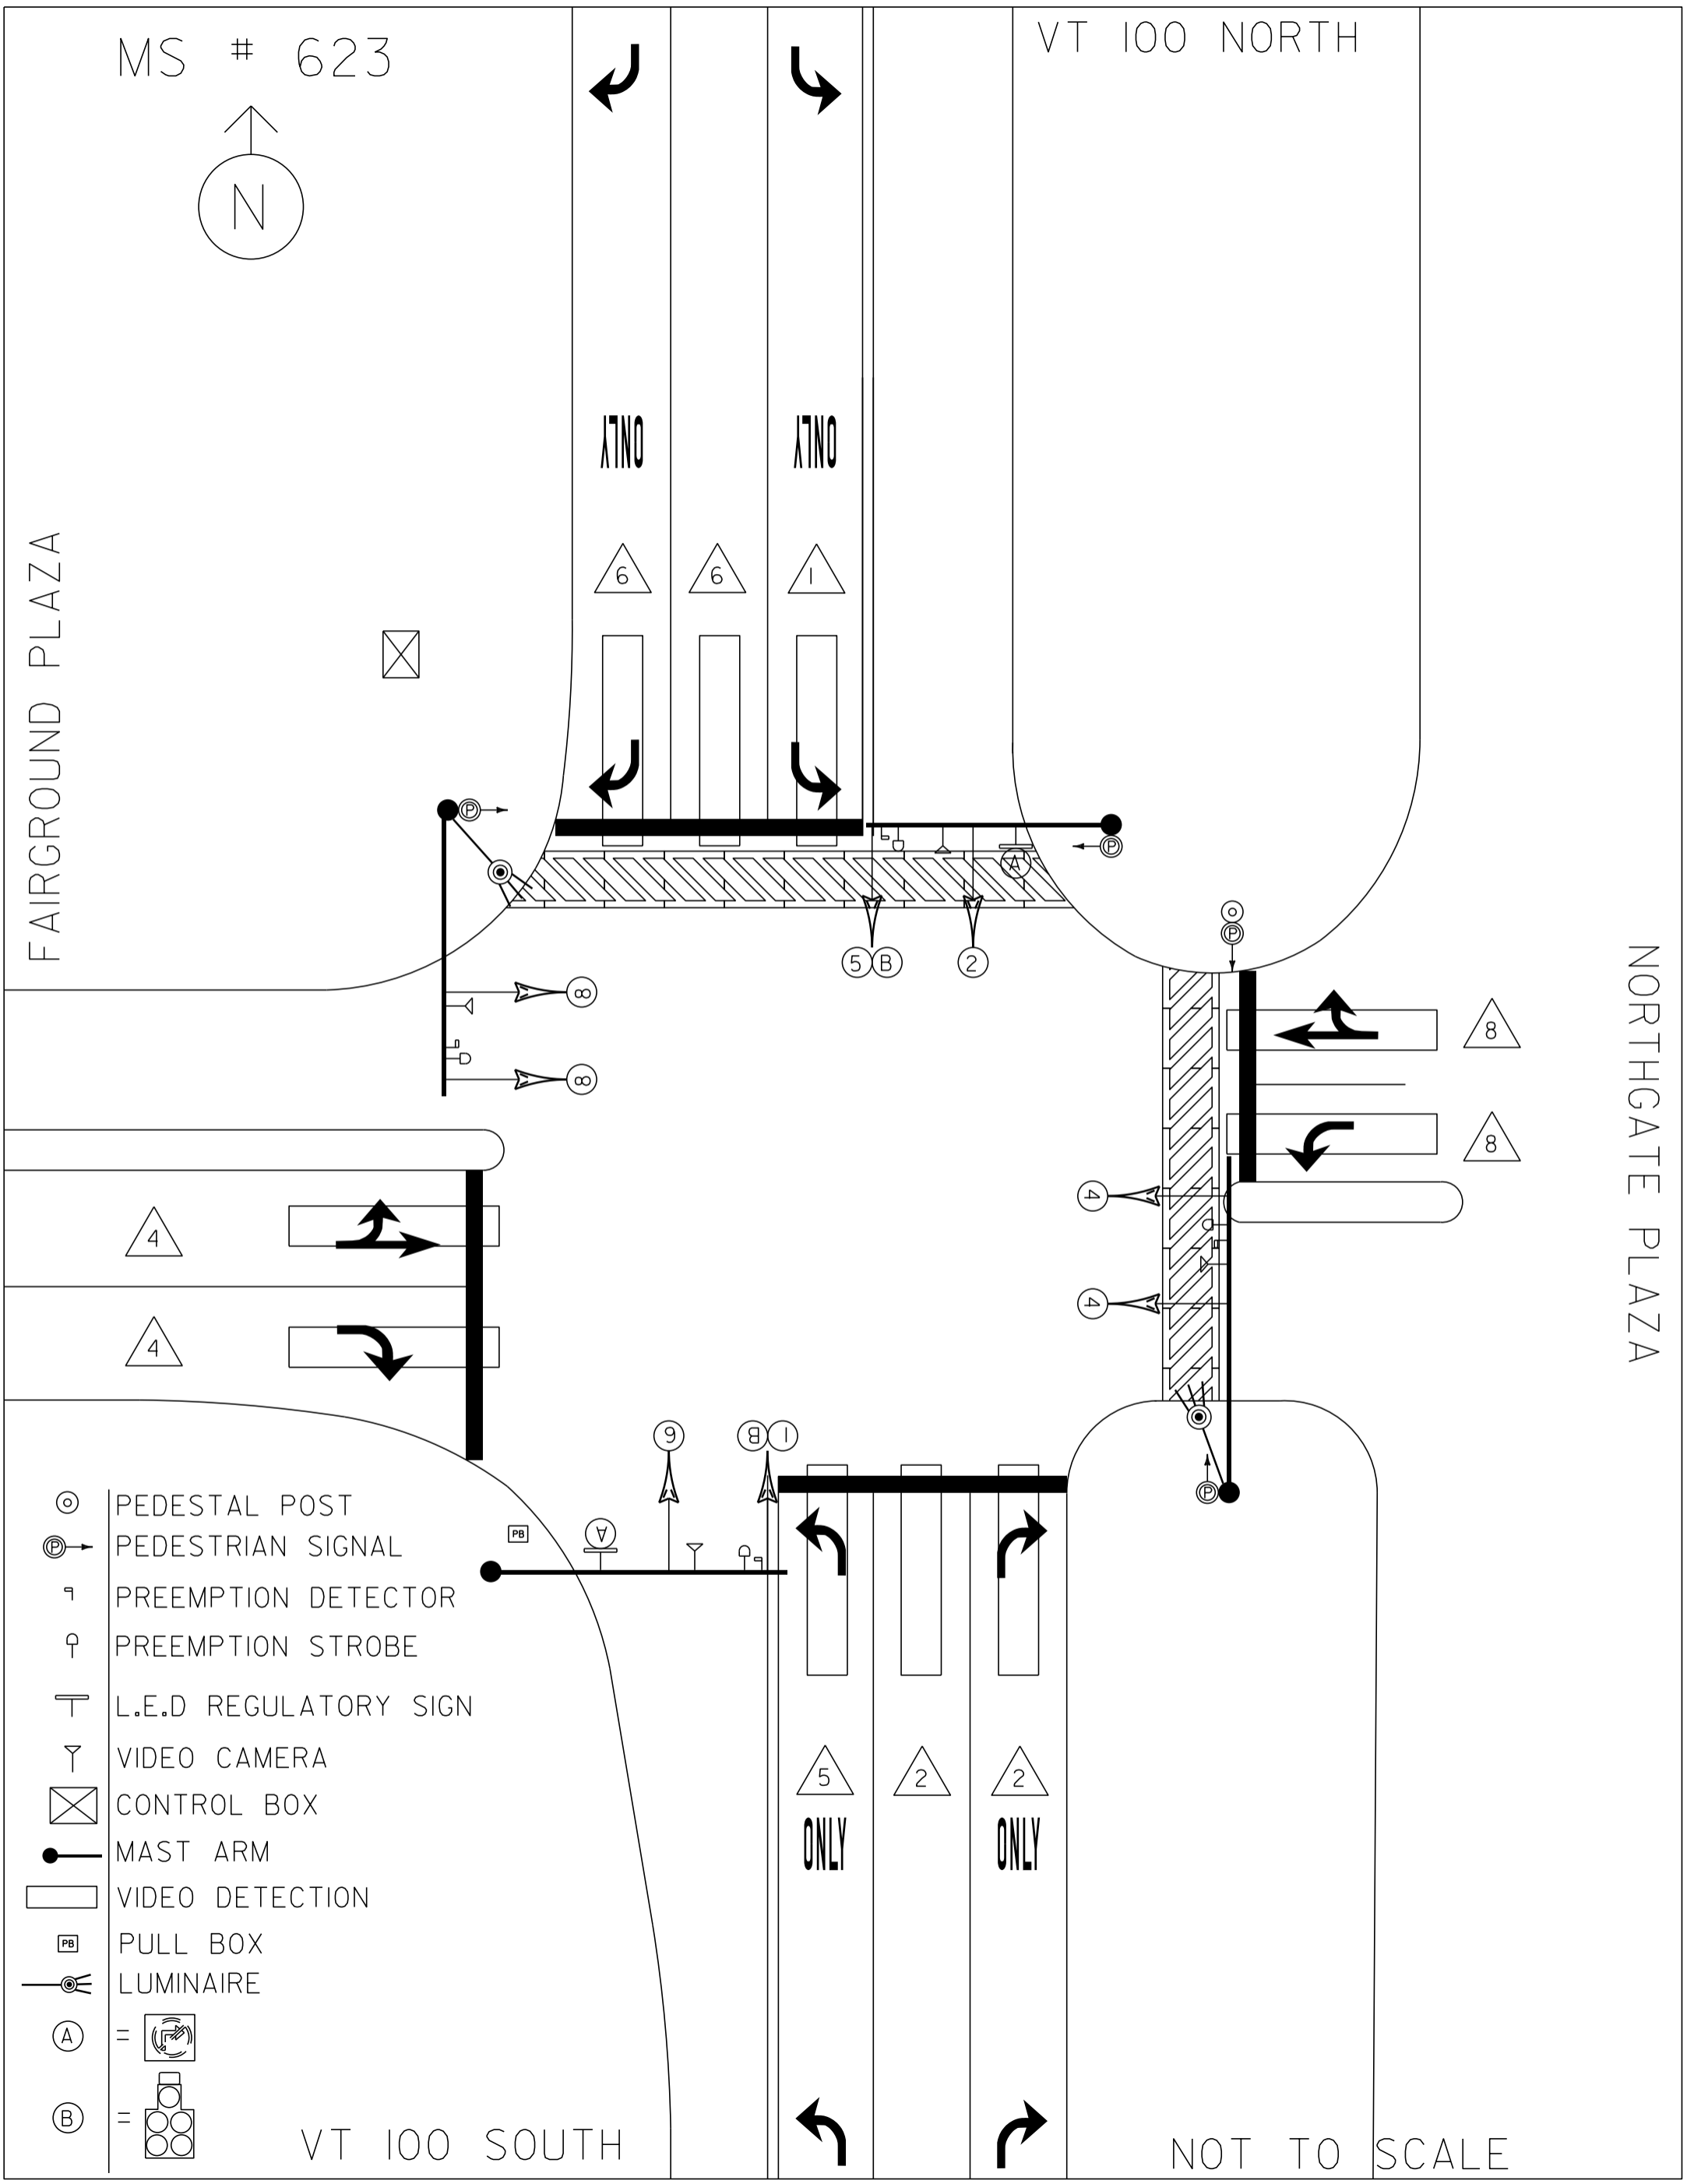 MS # 623
VT 100 NORTH
N
ONLY
ONLY
FAIRGROUND PLAZA
6
6
1
P
A
P
P
5
B
2
8
8
8
8
NORTHGATE PLAZA
4
4
4
4
6
B
1
A
PB
P
PEDESTAL POST
P PEDESTRIAN SIGNAL
PREEMPTION DETECTOR
PREEMPTION STROBE
L.E.D REGULATORY SIGN
VIDEO CAMERA
CONTROL BOX
MAST ARM
VIDEO DETECTION
PB PULL BOX
LUMINAIRE
A =
B =
5
2
2
ONLY
ONLY
VT 100 SOUTH
NOT TO SCALE